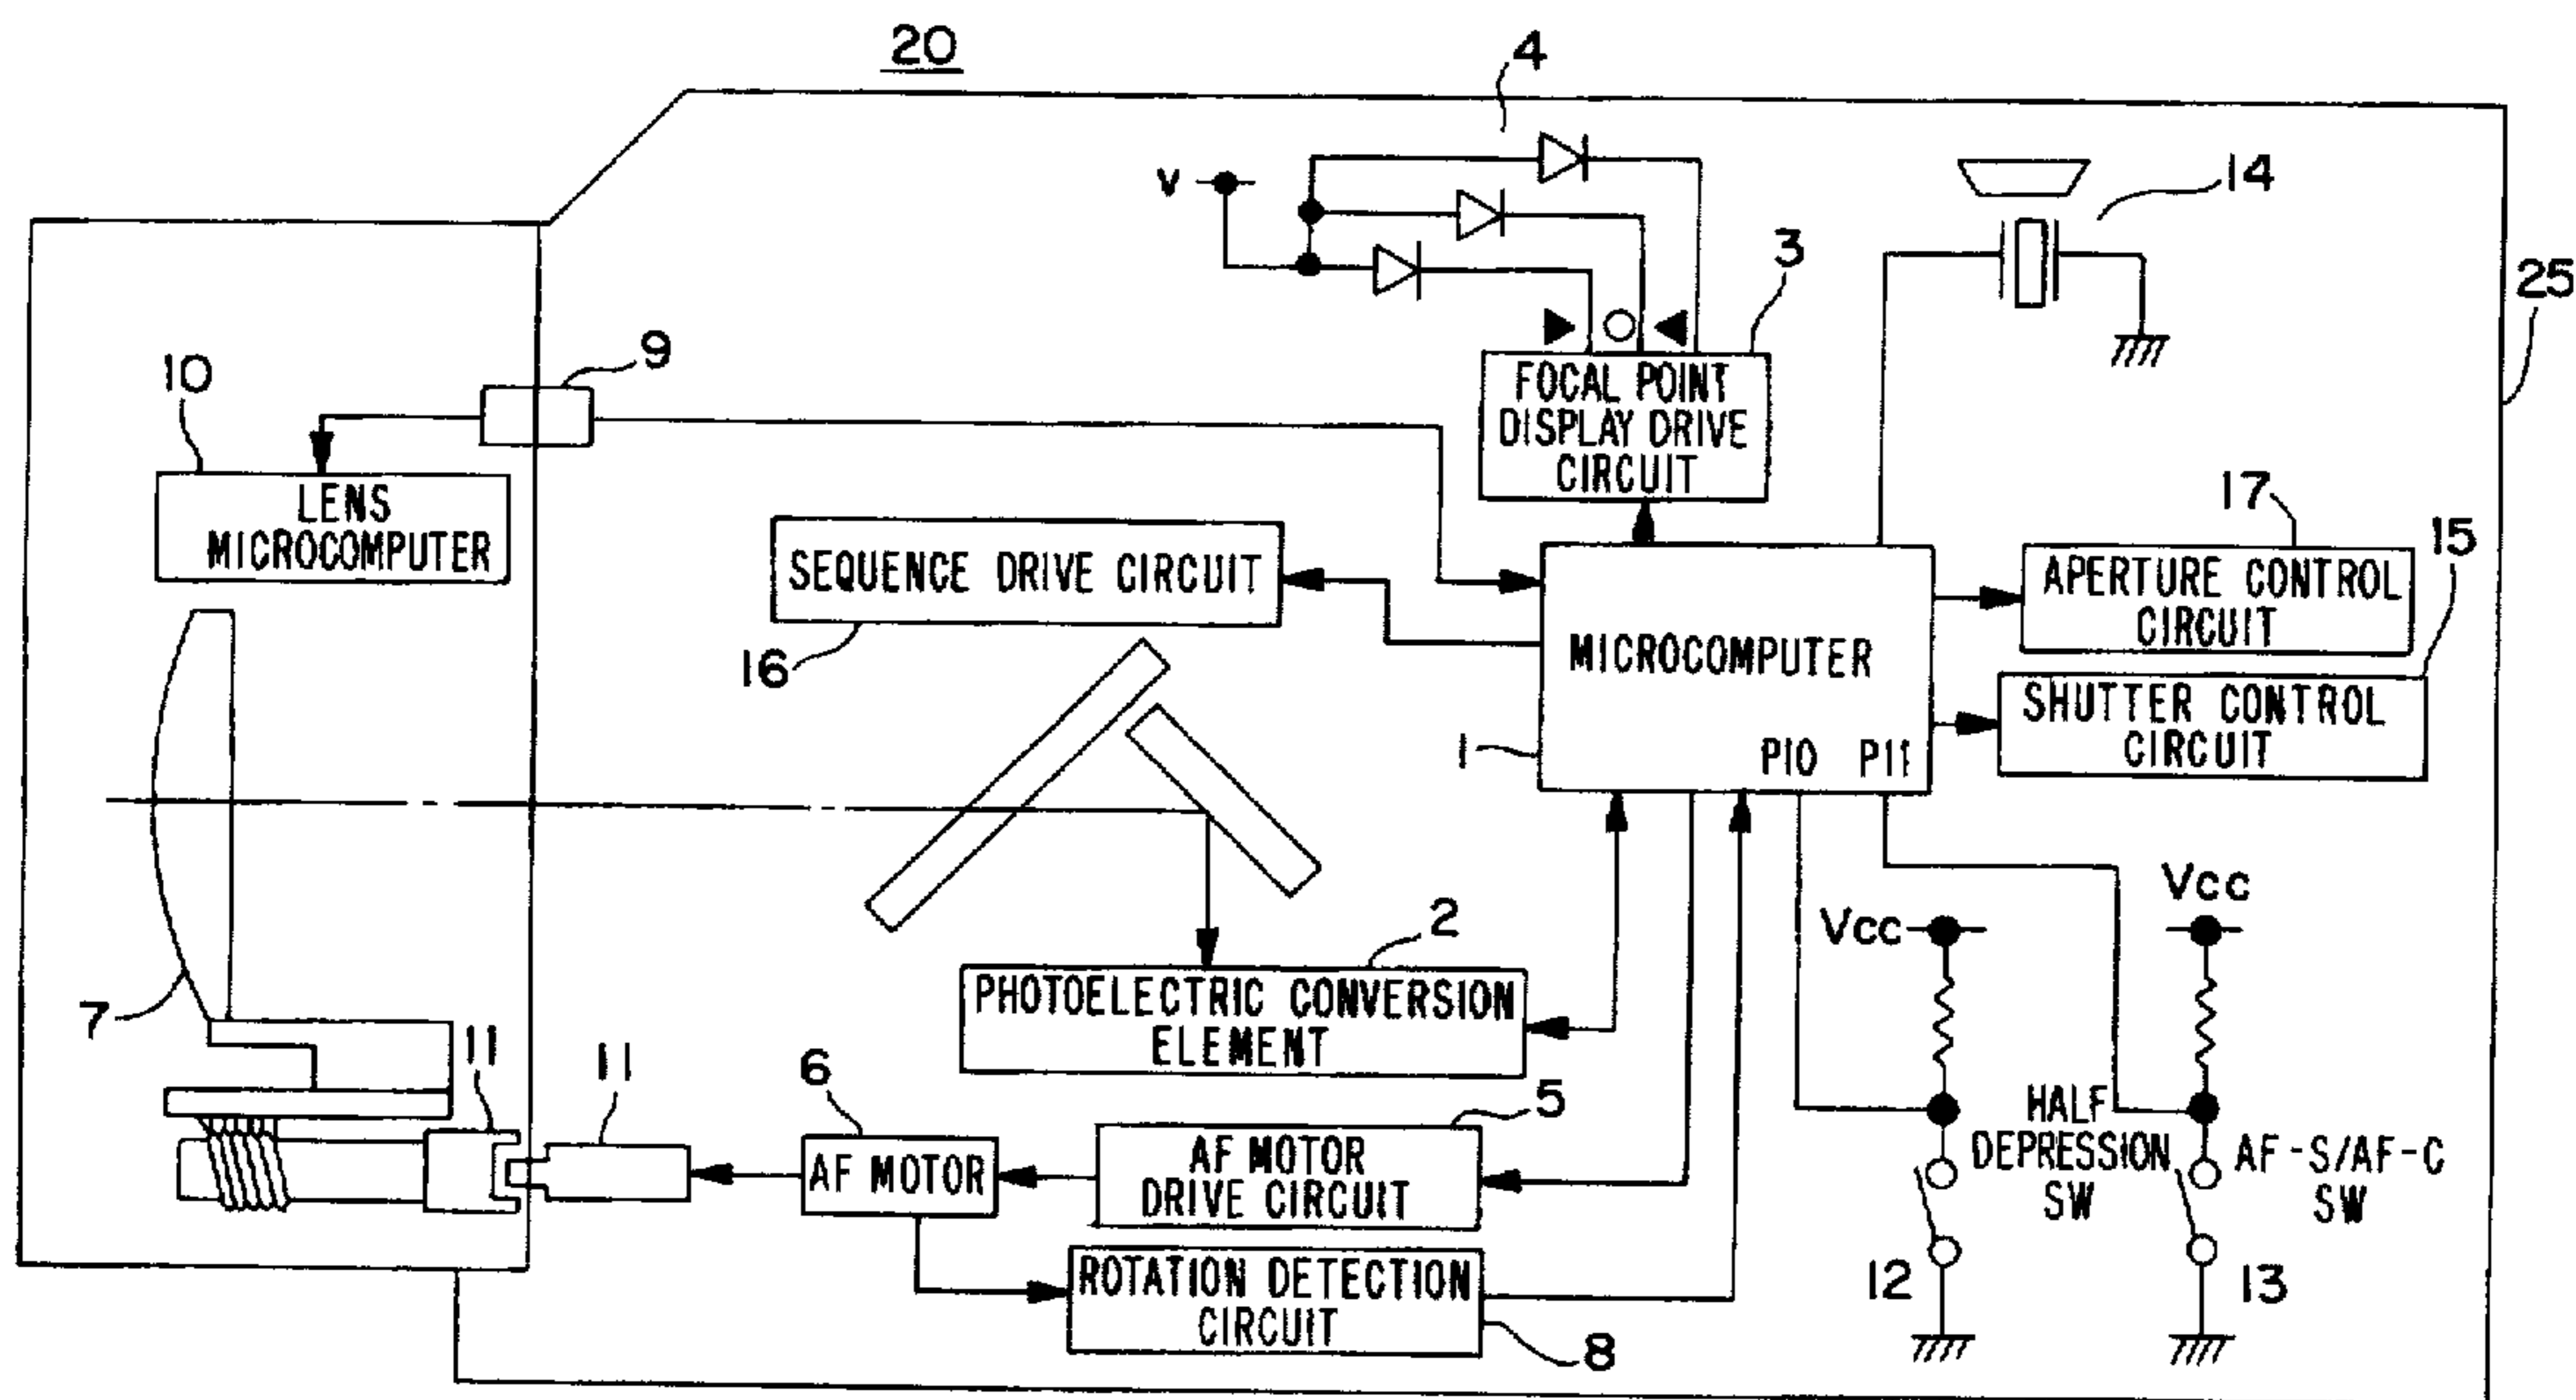 20
4
V
14
3
25
9
10
FOCAL POINT
DISPLAY DRIVE
CIRCUIT
LENS
MICROCOMPUTER
17
15
SEQUENCE DRIVE CIRCUIT
APERTURE CONTROL
CIRCUIT
16
MICROCOMPUTER
SHUTTER CONTROL
CIRCUIT
1
P10 P11
Vcc
Vcc
2
PHOTOELECTRIC CONVERSION
ELEMENT
7
11
11
6
5
HALF
DEPRESSION
SW
AF-S/AF-C
SW
AF MOTOR
AF MOTOR
DRIVE CIRCUIT
ROTATION DETECTION
CIRCUIT
12
13
8